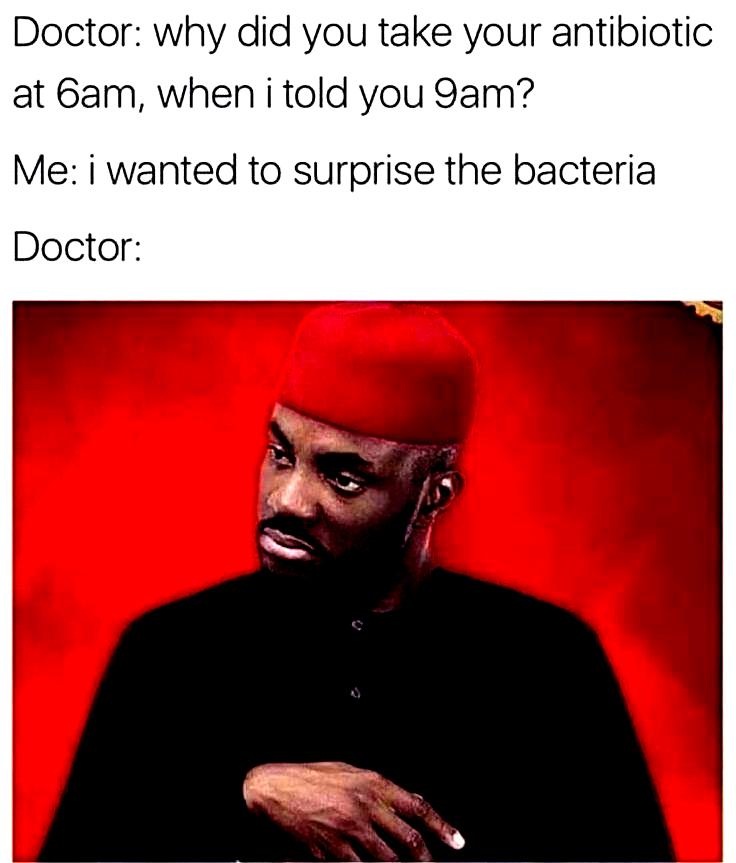 Doctor: why did you take your antibiotic
at 6am, when i told you 9am?
Me: i wanted to surprise the bacteria
Doctor: